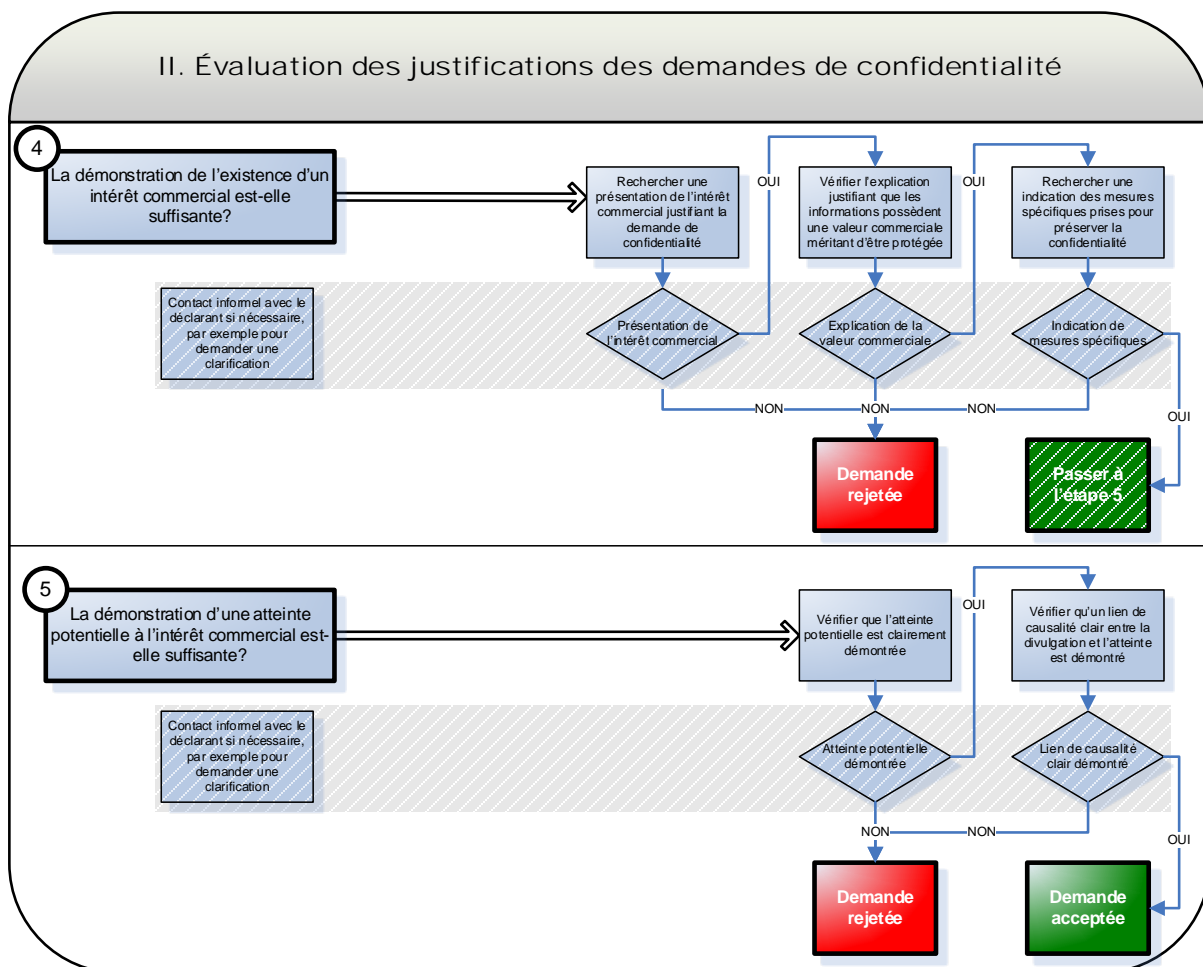 II. Évaluation des justifications des demandes de confidentialité
4
La démonstration de l'existence d'un
intérêt commercial est-elle
suffisante?
Rechercher une
présentation de l'intérêt
commercial justifiant la
demande de
confidentialité
OUI
Vérifier l'explication
justifiant que les
informations possèdent
une valeur commerciale
méritant d'être protégée
OUI
Rechercher une
indication des mesures
spécifiques prises pour
préserver la
confidentialité
Contact informel avec le
déclarant si nécessaire,
par exemple pour
demander une
clarification
Présentation de
l'intérêt commercial
Explication de la
valeur commerciale
Indication de
mesures spécifiques
NON
NON
NON
OUI
Demande
rejetée
Passer à
l'étape 5
5
La démonstration d'une atteinte
potentielle à l'intérêt commercial est-
elle suffisante?
Vérifier que l'atteinte
potentielle est clairement
démontrée
OUI
Vérifier qu'un lien de
causalité clair entre la
divulgation et l'atteinte
est démontré
Contact informel avec le
déclarant si nécessaire,
par exemple pour
demander une
clarification
Atteinte potentielle
démontrée
Lien de causalité
clair démontré
NON
NON
OUI
Demande
rejetée
Demande
acceptée